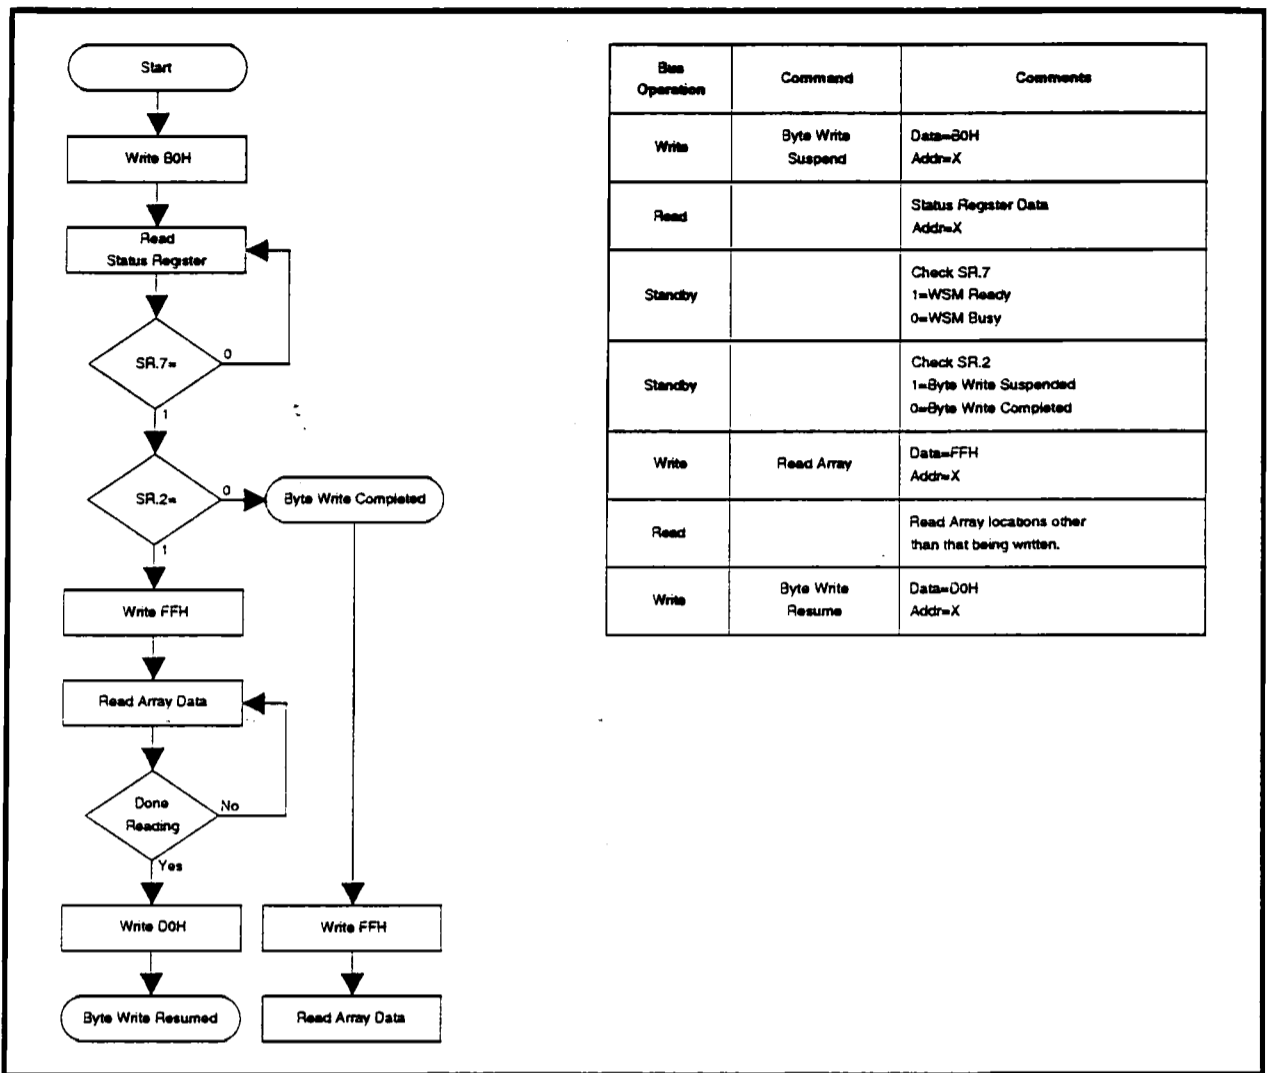 Start
Write B0H
Read
Status Register
SR.7=
0
1
SR.2=
0
Byte Write Completed
1
Write FFH
Read Array Data
Done
Reading
No
Yes
Write D0H
Write FFH
Byte Write Resumed
Read Array Data
Bus
Operation
Command
Comments
Write
Byte Write
Suspend
Data=B0H
Addr=X
Read
Status Register Data
Addr=X
Standby
Check SR.7
1=WSM Ready
0=WSM Busy
Standby
Check SR.2
1=Byte Write Suspended
0=Byte Write Completed
Write
Read Array
Data=FFH
Addr=X
Read
Read Array locations other
than that being written.
Write
Byte Write
Resume
Data=D0H
Addr=X